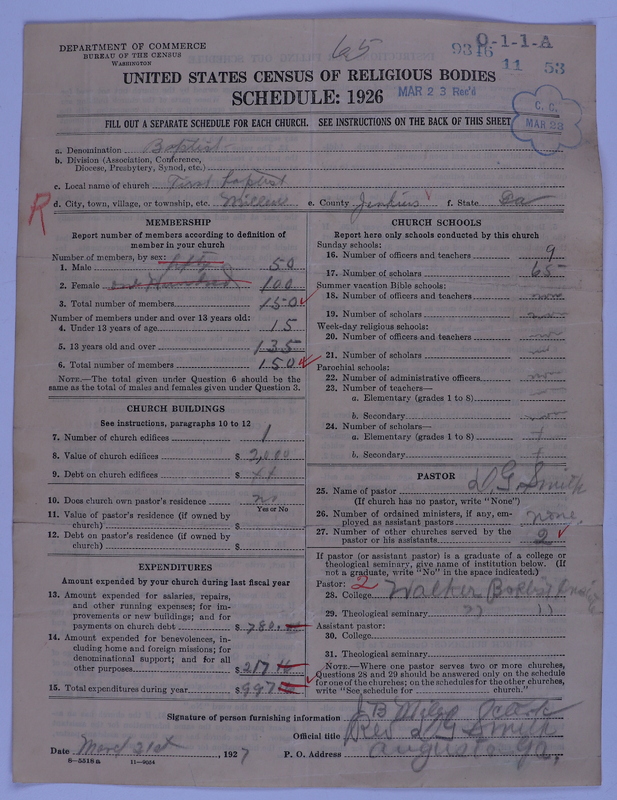 DEPARTMENT OF COMMERCE
BUREAU OF THE CENSUS
WASHINGTON
65
9346
O-1-1-A
11 53
UNITED STATES CENSUS OF RELIGIOUS BODIES
SCHEDULE: 1926
MAR 23 Rec'd
C. C.
MAR 28
FILL OUT A SEPARATE SCHEDULE FOR EACH CHURCH. SEE INSTRUCTIONS ON THE BACK OF THIS SHEET
a. Denomination Baptist
b. Division (Association, Conference, Diocese, Presbytery, Synod, etc.)
c. Local name of church First baptist
R
d. City, town, village, or township, etc. Millen e. County Jenkins f. State Ga
MEMBERSHIP
Report number of members according to definition of
member in your church
Number of members, by sex:
1. Male fifty 50
2. Female one Hundred 100
3. Total number of members 150
Number of members under and over 13 years old:
4. Under 13 years of age 15
5. 13 years old and over 135
6. Total number of members 150
NOTE.—The total given under Question 6 should be the
same as the total of males and females given under Question 3.
CHURCH BUILDINGS
See instructions, paragraphs 10 to 12
7. Number of church edifices 1
8. Value of church edifices $ 2,000
9. Debt on church edifices $
10. Does church own pastor's residence no
Yes or No
11. Value of pastor's residence (if owned by
church) $
12. Debt on pastor's residence (if owned by
church) $
EXPENDITURES
Amount expended by your church during last fiscal year
13. Amount expended for salaries, repairs,
and other running expenses; for im-
provements or new buildings; and for
payments on church debt $ 780.
14. Amount expended for benevolences, in-
cluding home and foreign missions; for
denominational support; and for all
other purposes $ 217
15. Total expenditures during year $ 997
CHURCH SCHOOLS
Report here only schools conducted by this church
Sunday schools:
16. Number of officers and teachers 9
17. Number of scholars 65
Summer vacation Bible schools:
18. Number of officers and teachers none
19. Number of scholars
Week-day religious schools:
20. Number of officers and teachers
21. Number of scholars
Parochial schools:
22. Number of administrative officers
23. Number of teachers—
a. Elementary (grades 1 to 8)
b. Secondary
24. Number of scholars—
a. Elementary (grades 1 to 8)
b. Secondary
PASTOR
25. Name of pastor D. G. Smith
(If church has no pastor, write "None")
26. Number of ordained ministers, if any, em-
ployed as assistant pastors none
27. Number of other churches served by the
pastor or his assistants 2
If pastor (or assistant pastor) is a graduate of a college or
theological seminary, give name of institution below. (If
not a graduate, write "No" in the space indicated.)
Pastor: 2
28. College Walker Baptist
29. Theological seminary " "
Assistant pastor:
30. College
31. Theological seminary
NOTE.—Where one pastor serves two or more churches,
Questions 28 and 29 should be answered only on the schedule
for one of the churches; on the schedules for the other churches,
write "See schedule for church."
Signature of person furnishing information J B
Official title Rev D G Smith
Date March 21st, 1927 P. O. Address Augusta Ga,
8-5518a 11-9054